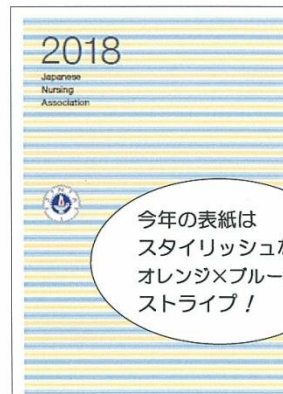 2018
Japanese
Nursing
Association
今年の表紙は
スタイリッシュな
オレンジ×ブルー
ストライプ！